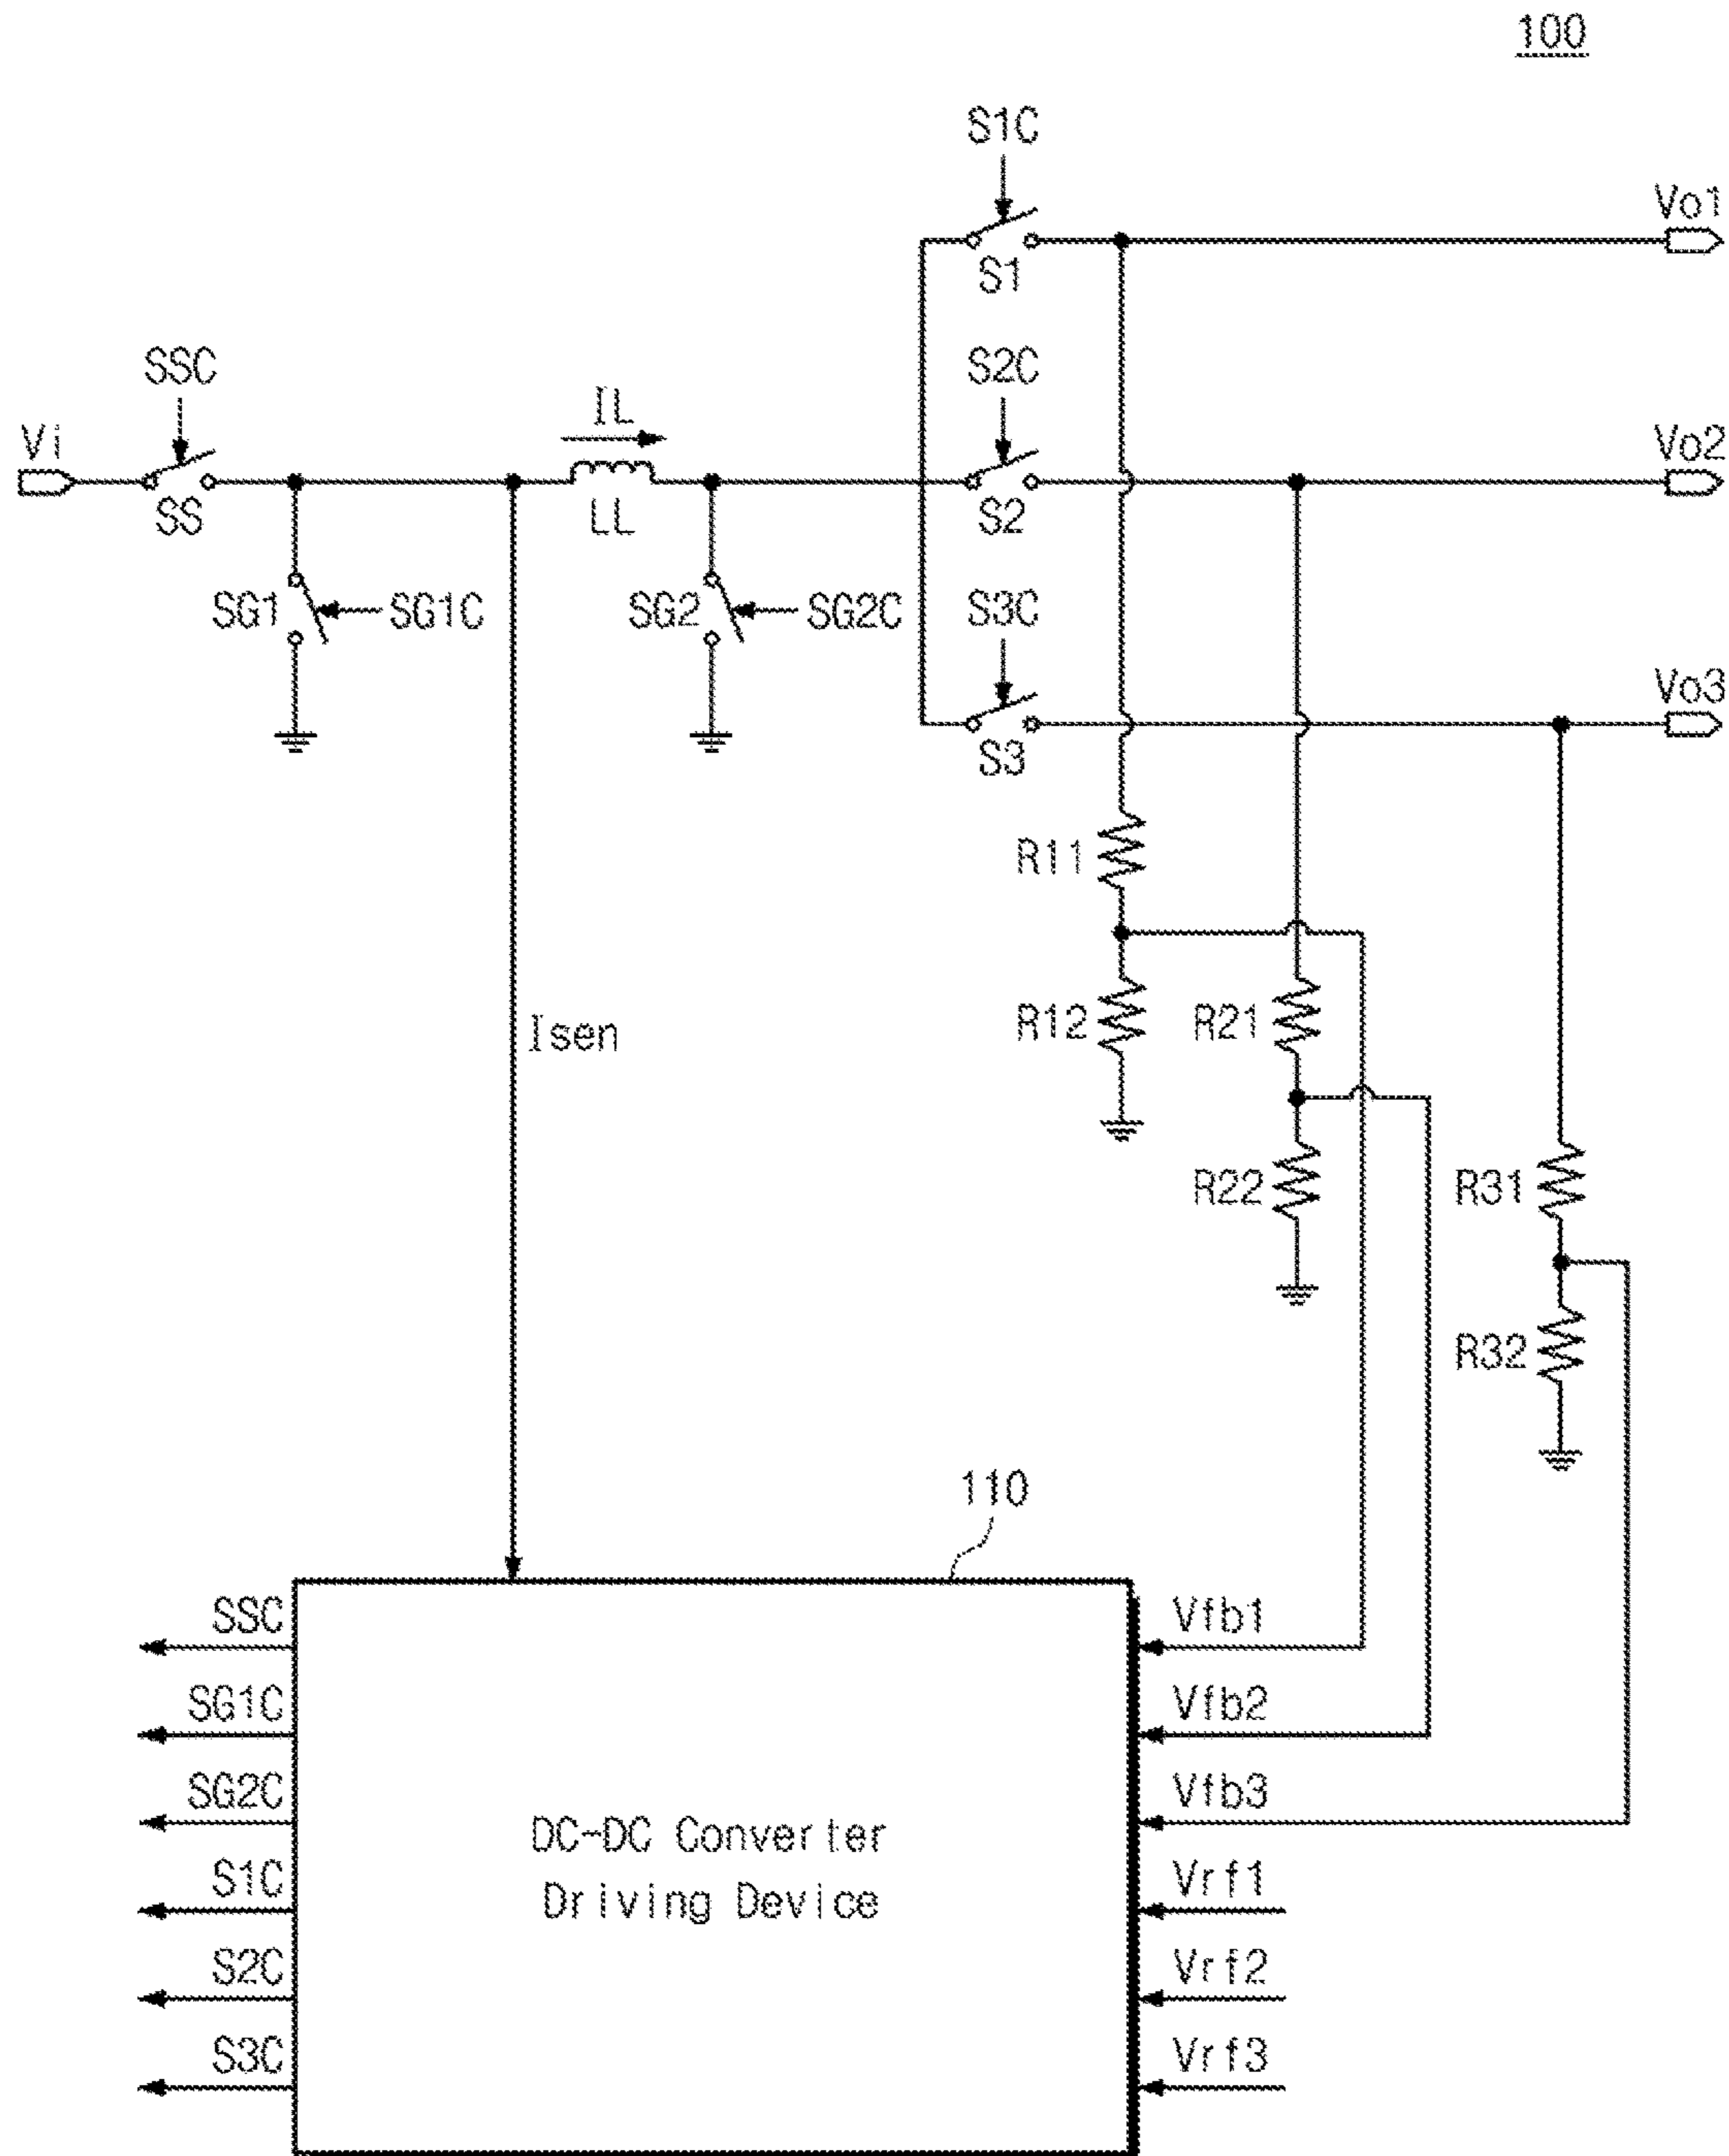 100
S1C
Vo1
S1
SSC
IL
S2C
Vi
Vo2
SS
LL
S2
SG1
SG1C
SG2
SG2C
S3C
Vo3
S3
R11
R12
R21
Isen
R22
R31
R32
110
SSC
Vfb1
SG1C
Vfb2
SG2C
Vfb3
DC-DC Converter
Driving Device
S1C
Vrf1
S2C
Vrf2
S3C
Vrf3